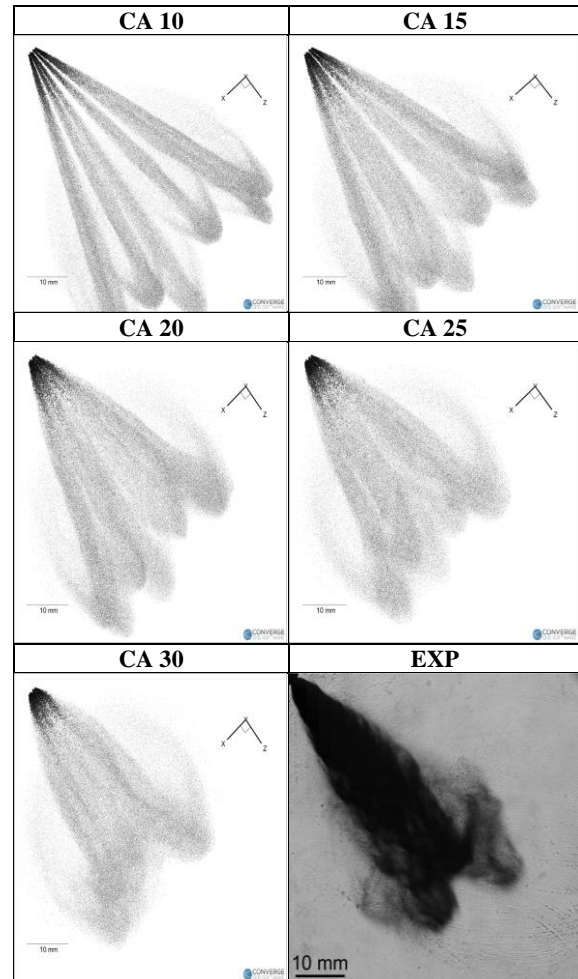 CA 10
CA 15
X
Y
Z
X
Y
Z
10 mm
CONVERGE
10 mm
CONVERGE
CA 20
CA 25
X
Y
Z
X
Y
Z
10 mm
CONVERGE
10 mm
CONVERGE
CA 30
EXP
X
Y
Z
10 mm
CONVERGE
10 mm